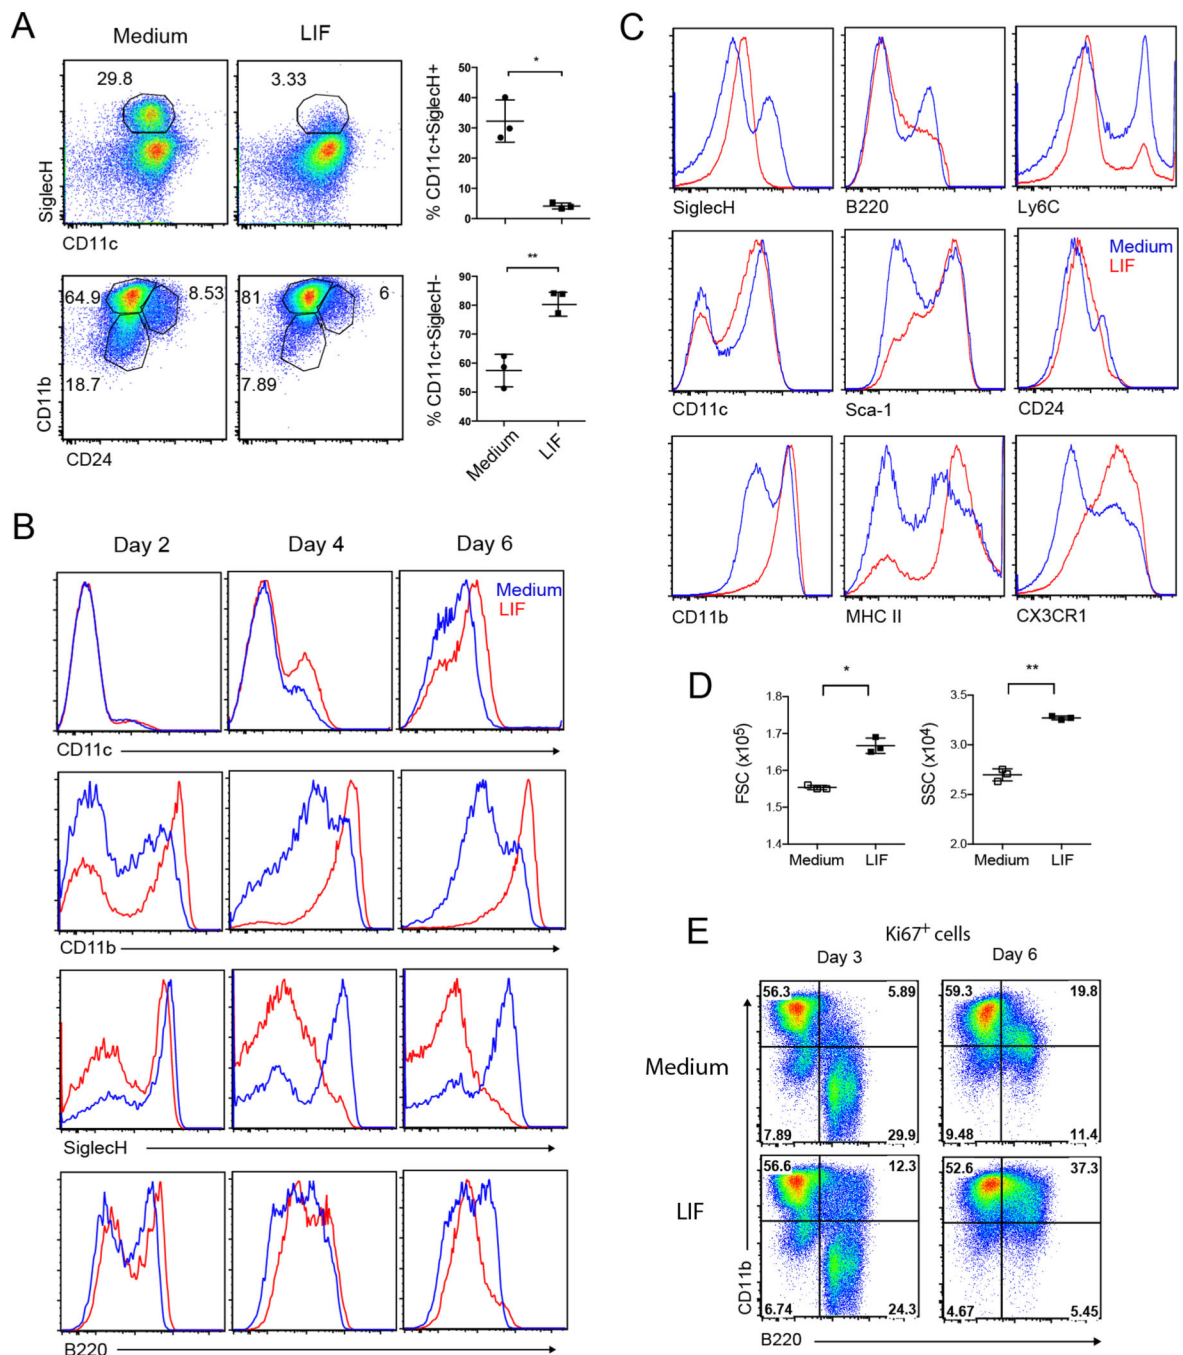 A
Medium LIF
29.8 3.33
SiglecH
CD11c
% CD11c+SiglecH+
50
40
30
20
10
0
*
64.9 8.53 81 6
18.7 7.89
CD11b
CD24
% CD11c+SiglecH-
90
80
70
60
50
40
**
Medium LIF
B
Day 2 Day 4 Day 6
Medium
LIF
CD11c
CD11b
SiglecH
B220
C
SiglecH B220 Ly6C
Medium
LIF
CD11c Sca-1 CD24
CD11b MHC II CX3CR1
D
FSC (x10⁵)
1.8
1.7
1.6
1.5
1.4
*
Medium LIF
SSC (x10⁴)
3.5
3.0
2.5
2.0
**
Medium LIF
E
Ki67⁺ cells
Day 3 Day 6
Medium
56.3 5.89 59.3 19.8
7.89 29.9 9.48 11.4
LIF
56.6 12.3 52.6 37.3
6.74 24.3 4.67 5.45
CD11b
B220